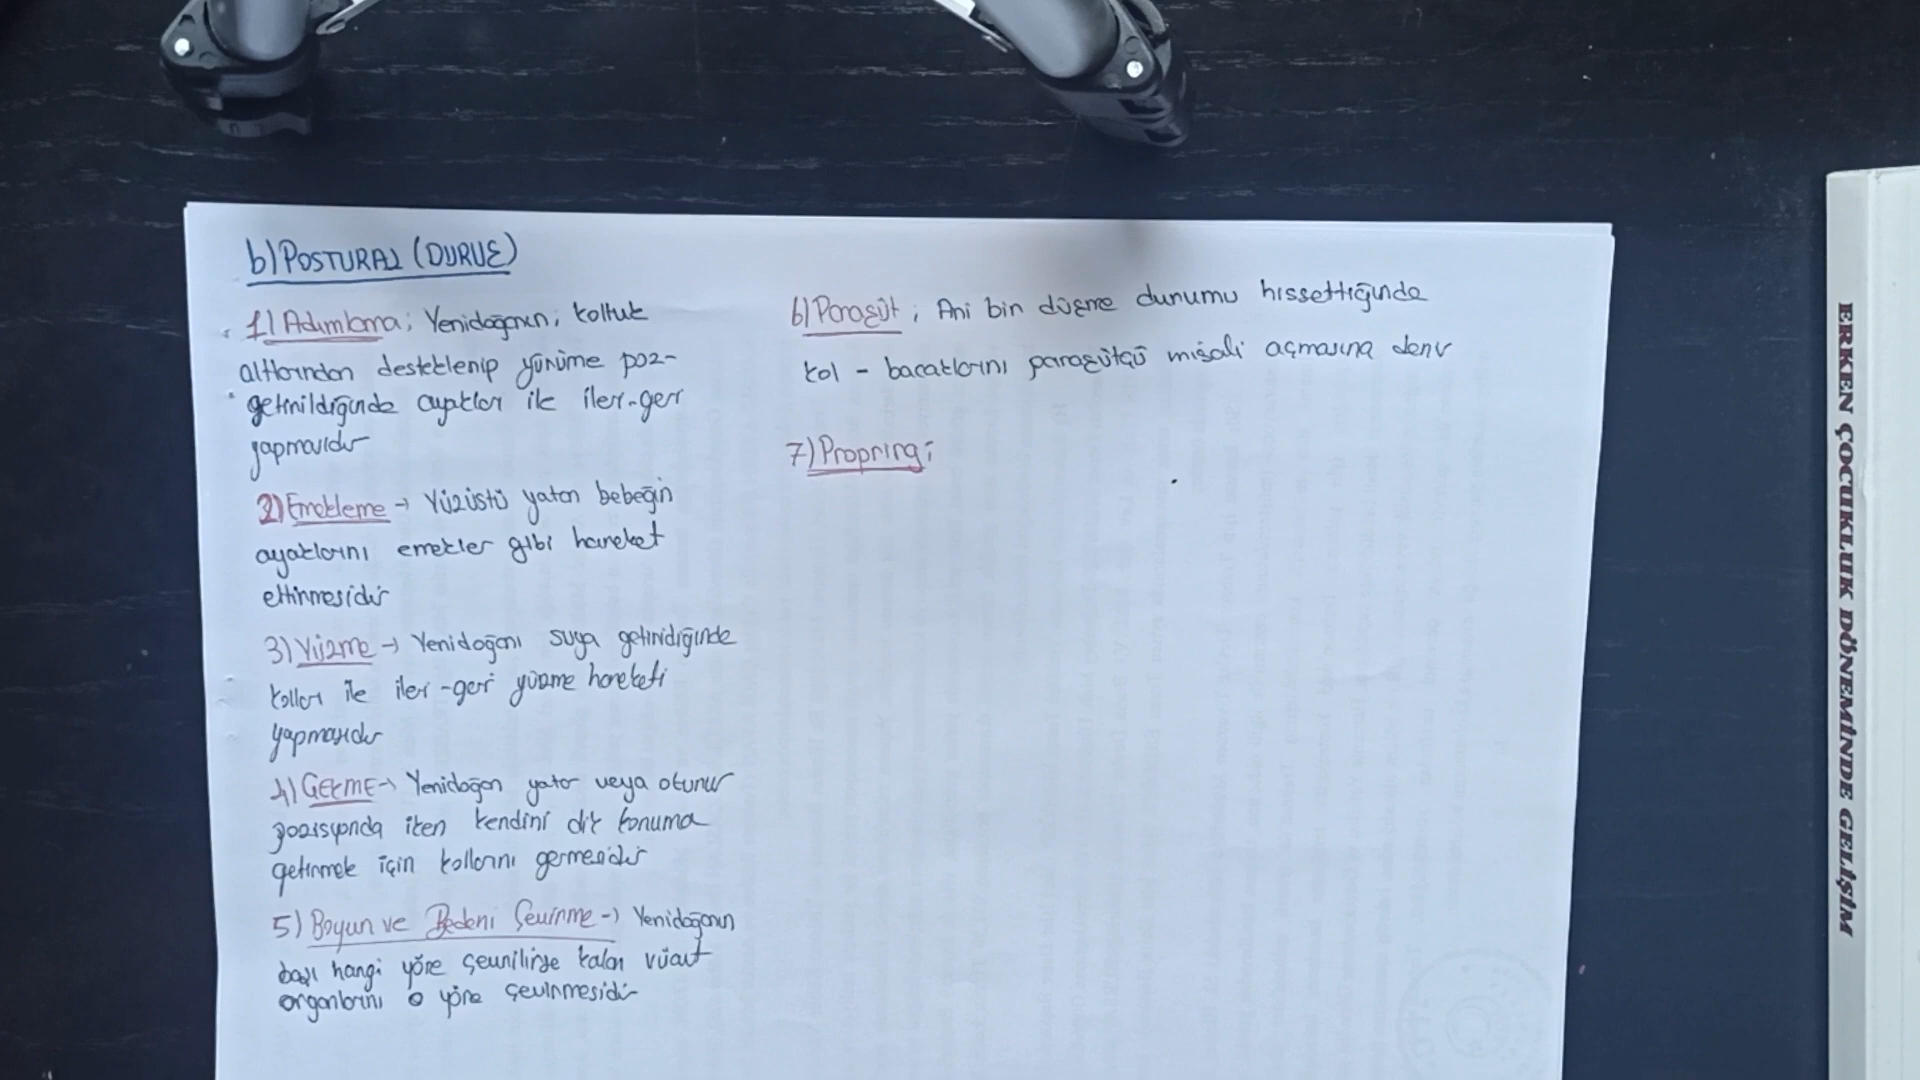 b) POSTURAL (DURUŞ)
1) Adımlama; Yenidoğanın; koltuk
altlarından desteklenip yürüme poz-
getirildiğinde ayaklar ile ileri-geri
yapmasıdır
2) Emekleme → Yüzüstü yatan bebeğin
ayaklarını emekler gibi hareket
ettirmesidir
3) Yüzme → Yenidoğanı suya getirdiğinde
kolları ile ileri-geri yüzme hareketi
yapmasıdır
4) GERME → Yenidoğan yatar veya oturur
pozisyonda iken kendini dik konuma
getirmek için kollarını germesidir
5) Boyun ve Bedeni Çevirme → Yenidoğanın
başı hangi yöne çevrilirse kalan vücut
organlarını o yöne çevirmesidir
6) Paraşüt; Ani bir düşme durumu hissettiğinde
kol - bacaklarını paraşütçü misali açmasına denir
7) Propring;
ERKEN ÇOCUKLUK DÖNEMİNDE GELİŞİM